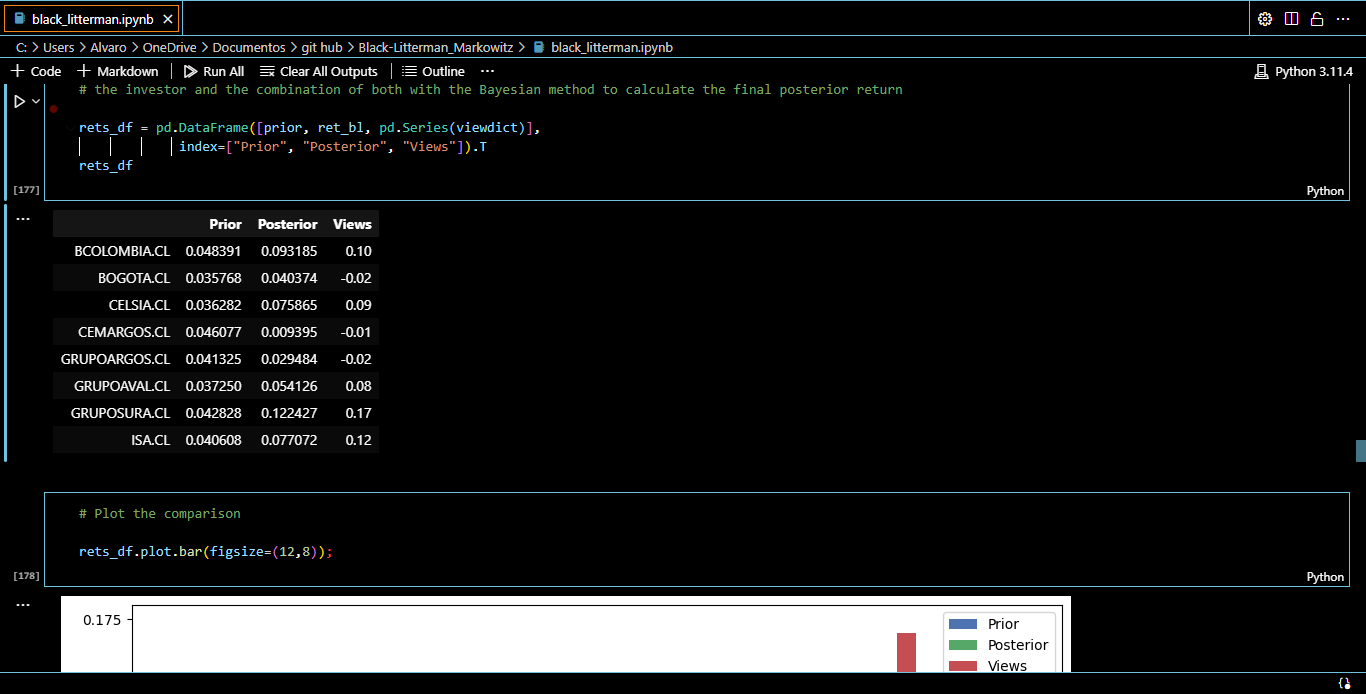 black_litterman.ipynb
C: > Users > Alvaro > OneDrive > Documentos > git hub > Black-Litterman_Markowitz > black_litterman.ipynb
+ Code + Markdown | Run All Clear All Outputs | Outline ... Python 3.11.4
# the investor and the combination of both with the Bayesian method to calculate the final posterior return
rets_df = pd.DataFrame([prior, ret_bl, pd.Series(viewdict)],
index=["Prior", "Posterior", "Views"]).T
rets_df
[177] Python
Prior Posterior Views
BCOLOMBIA.CL 0.048391 0.093185 0.10
BOGOTA.CL 0.035768 0.040374 -0.02
CELSIA.CL 0.036282 0.075865 0.09
CEMARGOS.CL 0.046077 0.009395 -0.01
GRUPOARGOS.CL 0.041325 0.029484 -0.02
GRUPOAVAL.CL 0.037250 0.054126 0.08
GRUPOSURA.CL 0.042828 0.122427 0.17
ISA.CL 0.040608 0.077072 0.12
# Plot the comparison
rets_df.plot.bar(figsize=(12,8));
[178] Python
0.175
Prior
Posterior
Views